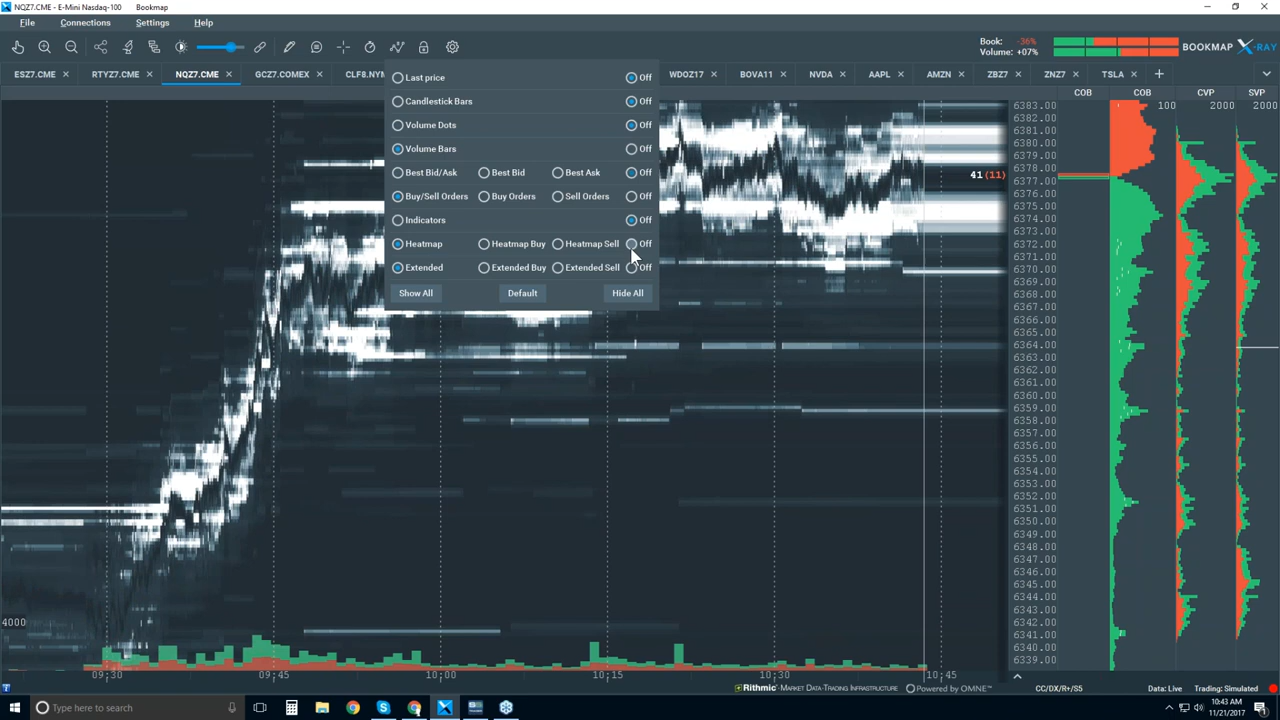 NQZ7.CME - E-Mini Nasdaq-100 Bookmap
File Connections Settings Help
Book: -36%
Volume: +07%
BOOKMAP X-RAY
ESZ7.CME RTYZ7.CME NQZ7.CME GCZ7.COMEX CLF8.NYM WDOZ17 BOVA11 NVDA AAPL AMZN ZBZ7 ZNZ7 TSLA
COB COB CVP SVP
100 2000 2000
Last price Off
Candlestick Bars Off
Volume Dots Off
Volume Bars Off
Best Bid/Ask Best Bid Best Ask Off
Buy/Sell Orders Buy Orders Sell Orders Off
Indicators Off
Heatmap Heatmap Buy Heatmap Sell Off
Extended Extended Buy Extended Sell Off
Show All Default Hide All
41(11)
6383.00
6382.00
6381.00
6380.00
6379.00
6378.00
6377.00
6375.00
6374.00
6373.00
6372.00
6371.00
6370.00
6369.00
6368.00
6367.00
6366.00
6365.00
6364.00
6363.00
6362.00
6361.00
6360.00
6359.00
6358.00
6357.00
6356.00
6355.00
6354.00
6353.00
6352.00
6351.00
6350.00
6349.00
6348.00
6347.00
6346.00
6345.00
6344.00
6343.00
6342.00
6341.00
6339.00
4000
09:30 09:45 10:00 10:15 10:30 10:45
Rithmic - Market Data-Trading Infrastructure Powered by OMNE™ CC/DX/R+/S5 Data: Live Trading: Simulated
Type here to search
10:43 AM
11/21/2017
1